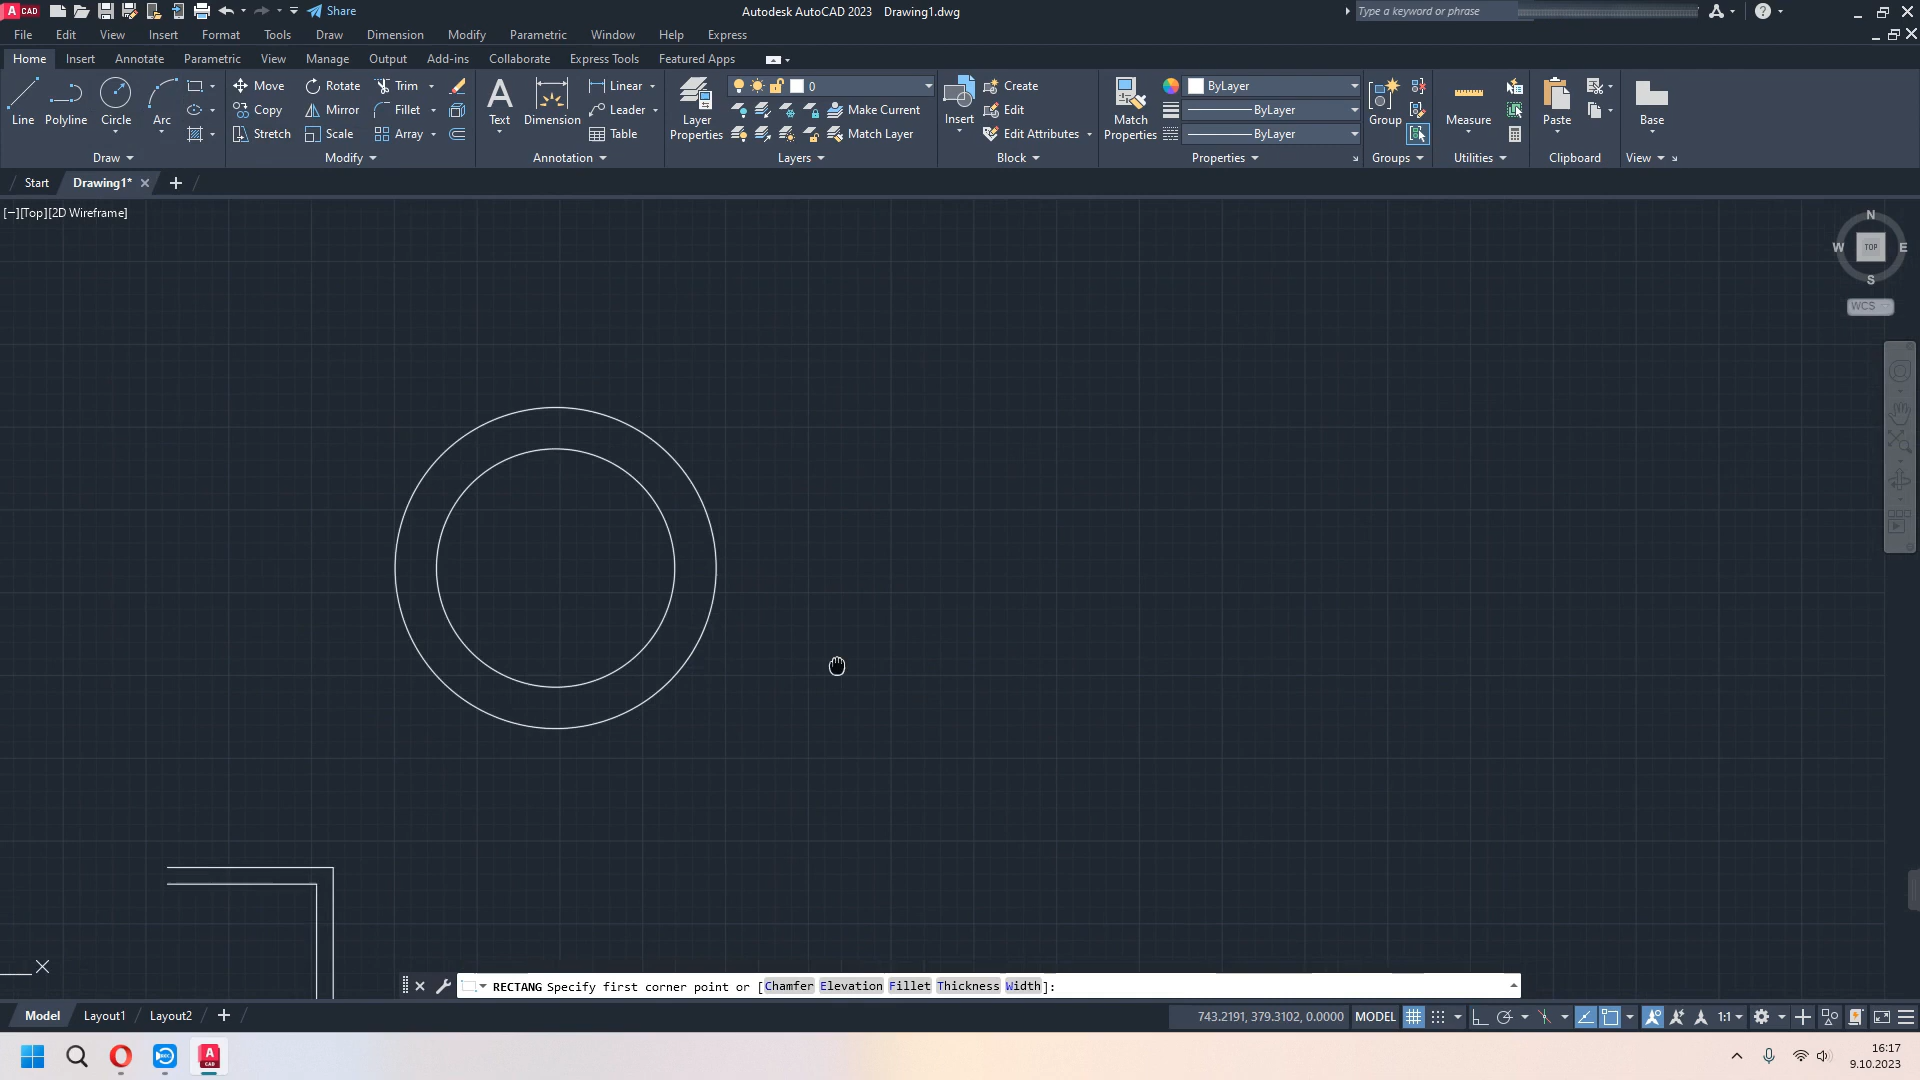 A CAD
Share
Autodesk AutoCAD 2023 Drawing1.dwg
Type a keyword or phrase
File Edit View Insert Format Tools Draw Dimension Modify Parametric Window Help Express
Home Insert Annotate Parametric View Manage Output Add-ins Collaborate Express Tools Featured Apps
Line
Polyline
Circle
Arc
Draw
Move Rotate Trim
Copy Mirror Fillet
Stretch Scale Array
Modify
Text
Dimension
Linear
Leader
Table
Annotation
Layer
Properties
0
Make Current
Match Layer
Layers
Insert
Create
Edit
Edit Attributes
Block
Match
Properties
ByLayer
ByLayer
ByLayer
Properties
Group
Groups
Measure
Utilities
Paste
Clipboard
Base
View
Start Drawing1*
[−][Top][2D Wireframe]
N
W TOP E
S
WCS
RECTANG Specify first corner point or [Chamfer Elevation Fillet Thickness Width]:
Model Layout1 Layout2
743.2191, 379.3102, 0.0000 MODEL 1:1
REC
A CAD
16:17
9.10.2023